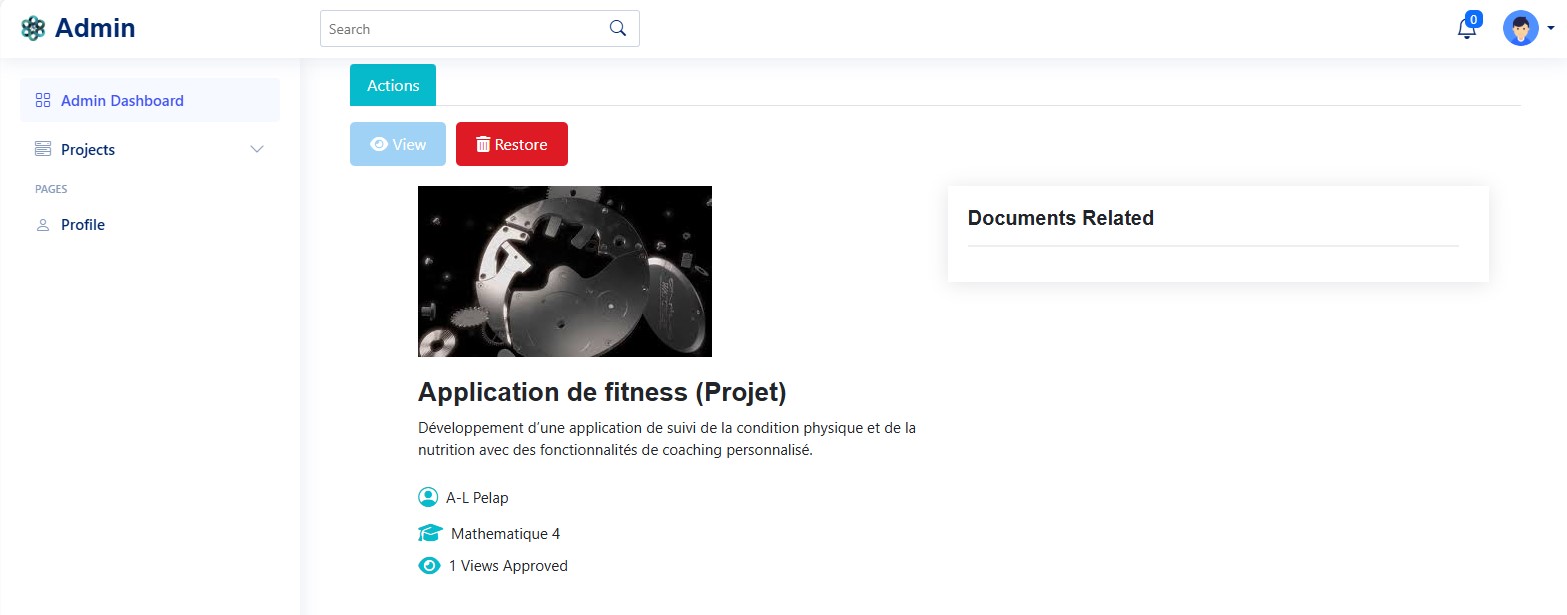 Admin
Search
0
Actions
Admin Dashboard
View
Restore
Projects
PAGES
Profile
Documents Related
Application de fitness (Projet)
Développement d’une application de suivi de la condition physique et de la
nutrition avec des fonctionnalités de coaching personnalisé.
A-L Pelap
Mathematique 4
1 Views Approved